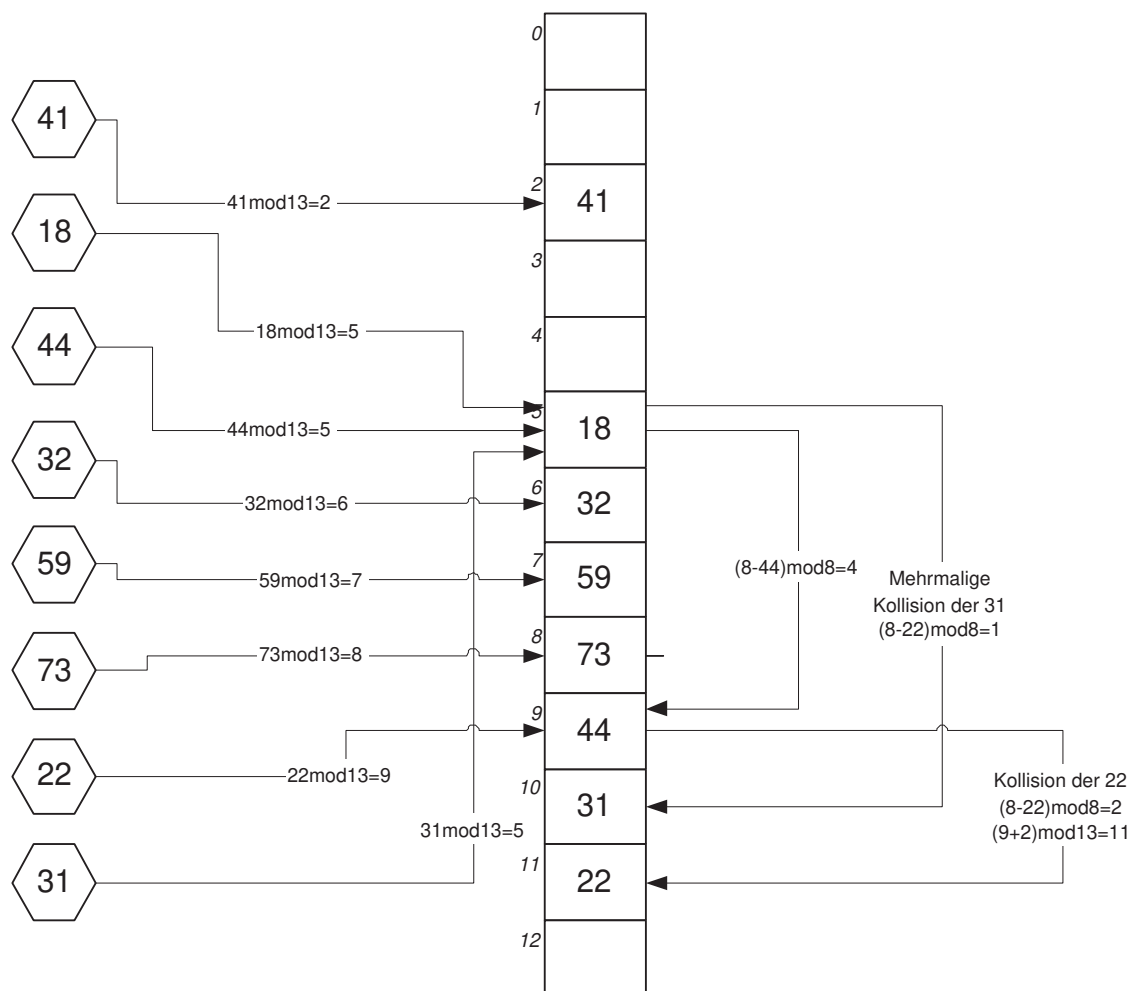 0
1
2
3
4
5
6
7
8
9
10
11
12
41
18
44
32
59
73
22
31
41mod13=2
18mod13=5
44mod13=5
32mod13=6
59mod13=7
73mod13=8
22mod13=9
31mod13=5
41
18
32
59
73
44
31
22
(8-44)mod8=4
Mehrmalige
Kollision der 31
(8-22)mod8=1
Kollision der 22
(8-22)mod8=2
(9+2)mod13=11